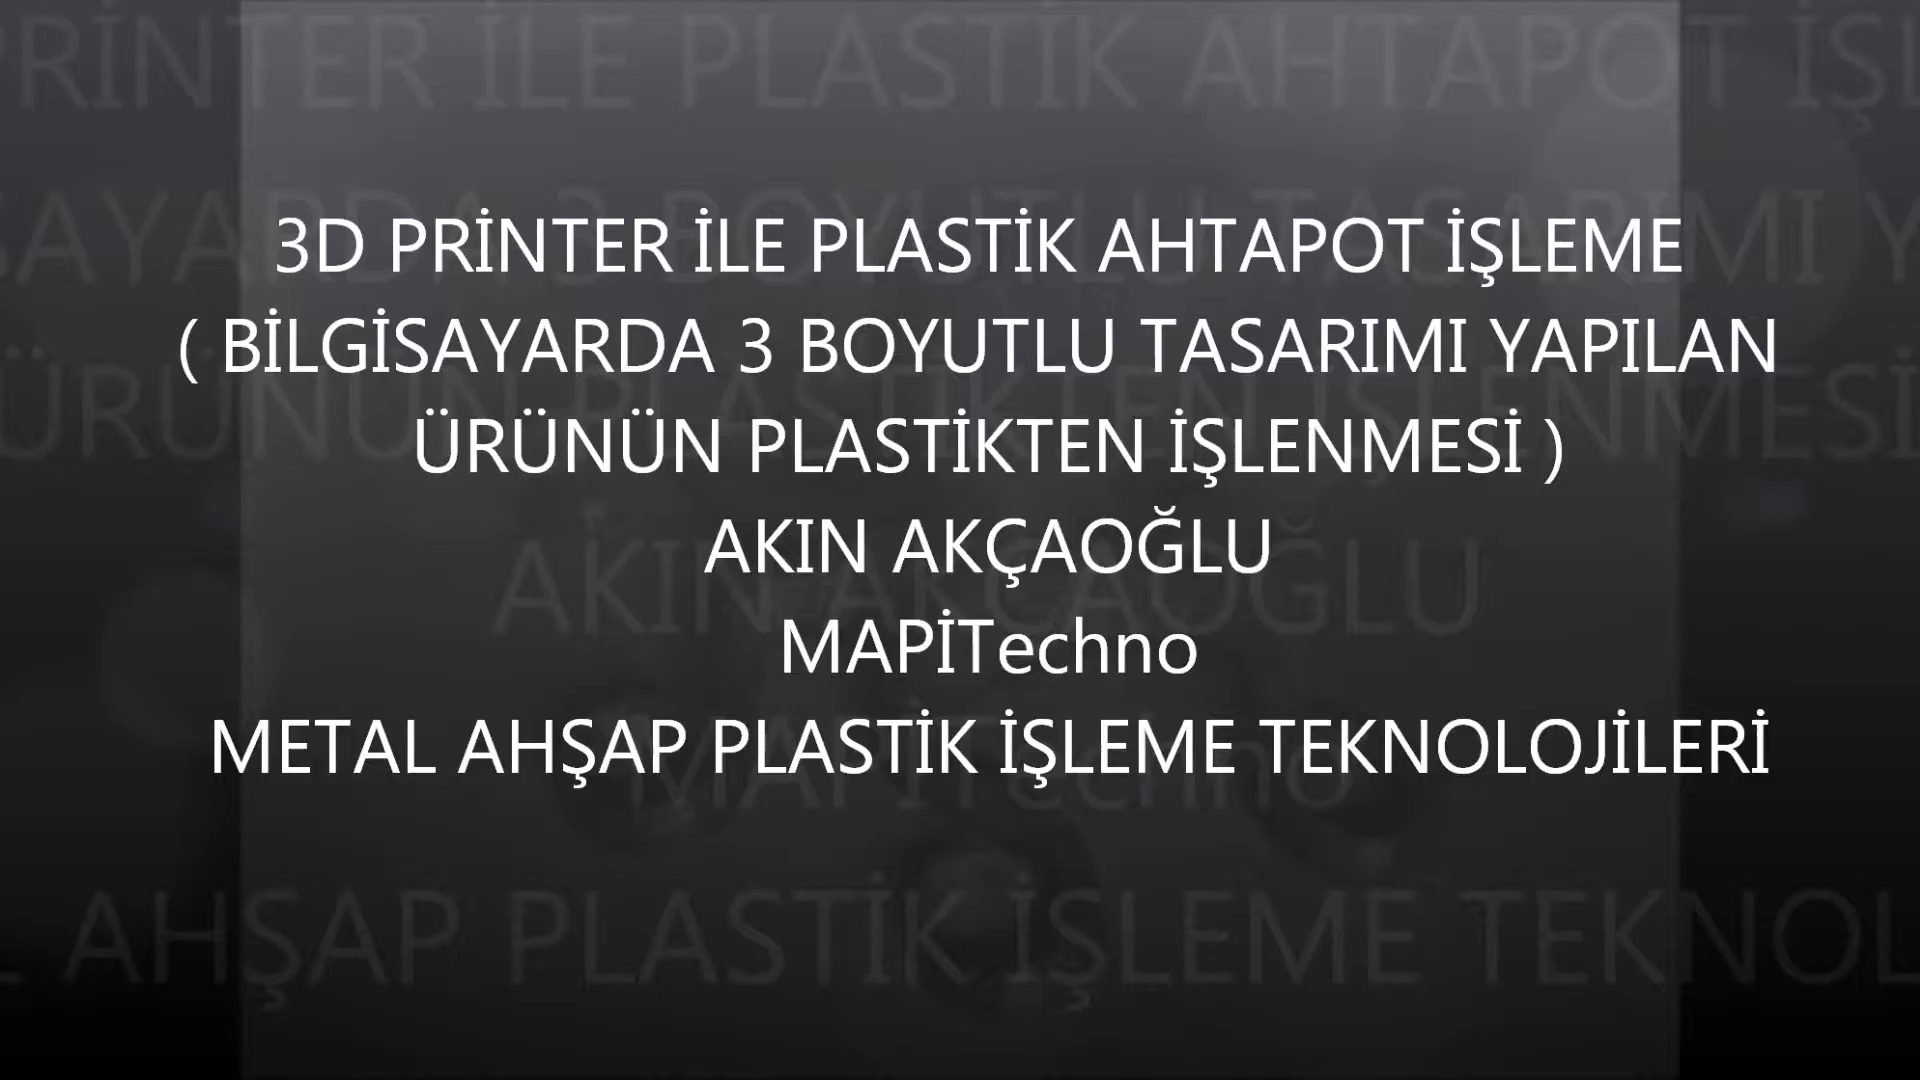 3D PRİNTER İLE PLASTİK AHTAPOT İŞLEME
( BİLGİSAYARDA 3 BOYUTLU TASARIMI YAPILAN
ÜRÜNÜN PLASTİKTEN İŞLENMESİ )
AKIN AKÇAOĞLU
MAPİTechno
METAL AHŞAP PLASTİK İŞLEME TEKNOLOJİLERİ